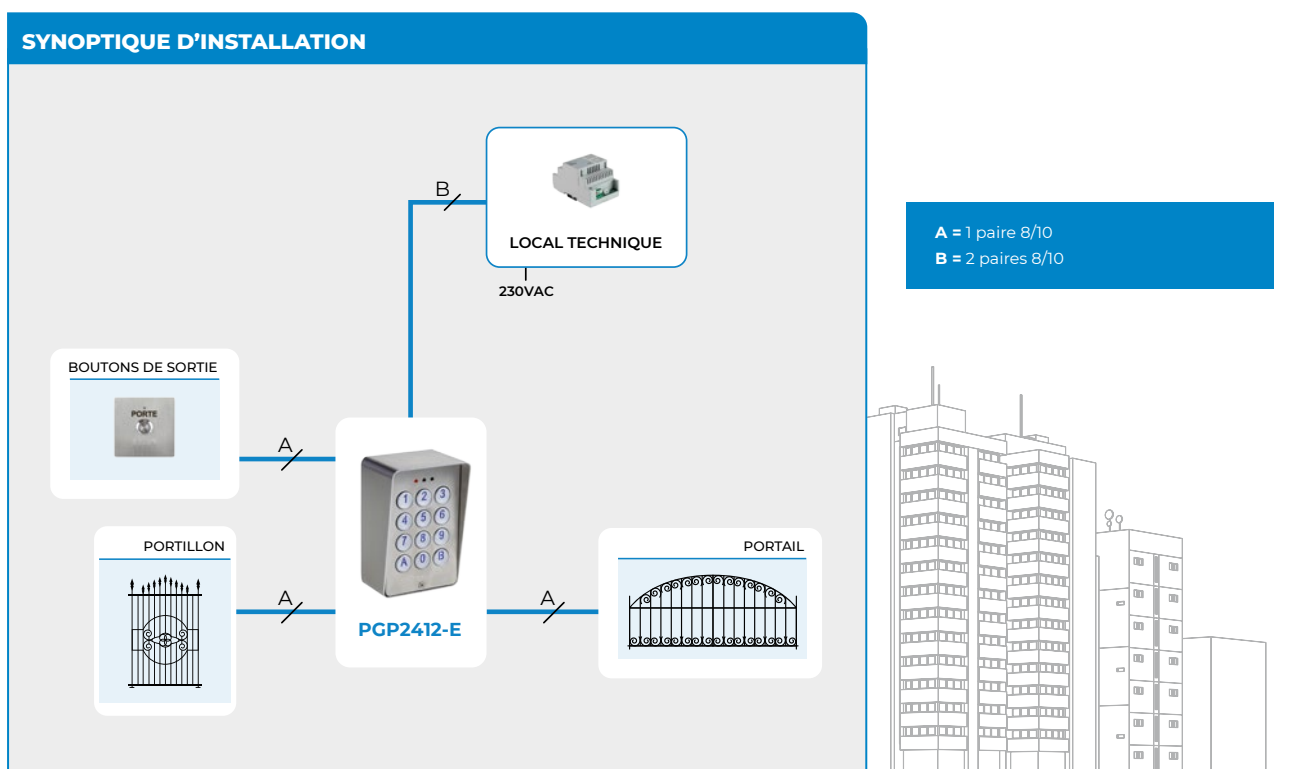 SYNOPTIQUE D'INSTALLATION
B
LOCAL TECHNIQUE
230VAC
A = 1 paire 8/10
B = 2 paires 8/10
BOUTONS DE SORTIE
PORTE
A
1 2 3
4 5 6
7 8 9
A 0 B
PGP2412-E
PORTILLON
A
A
PORTAIL